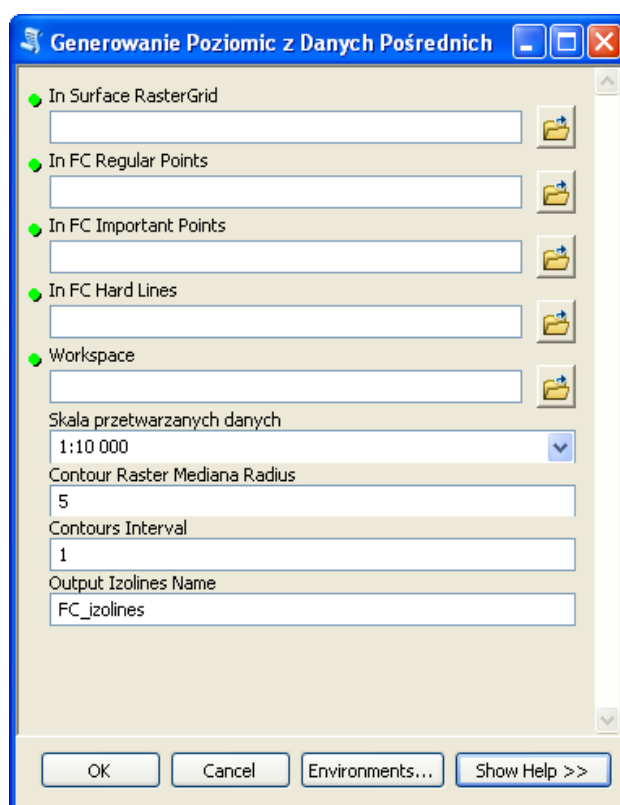 Generowanie Poziomic z Danych Pośrednich
In Surface RasterGrid
In FC Regular Points
In FC Important Points
In FC Hard Lines
Workspace
Skala przetwarzanych danych
1:10 000
Contour Raster Mediana Radius
5
Contours Interval
1
Output Izolines Name
FC_izolines
OK Cancel Environments... Show Help >>